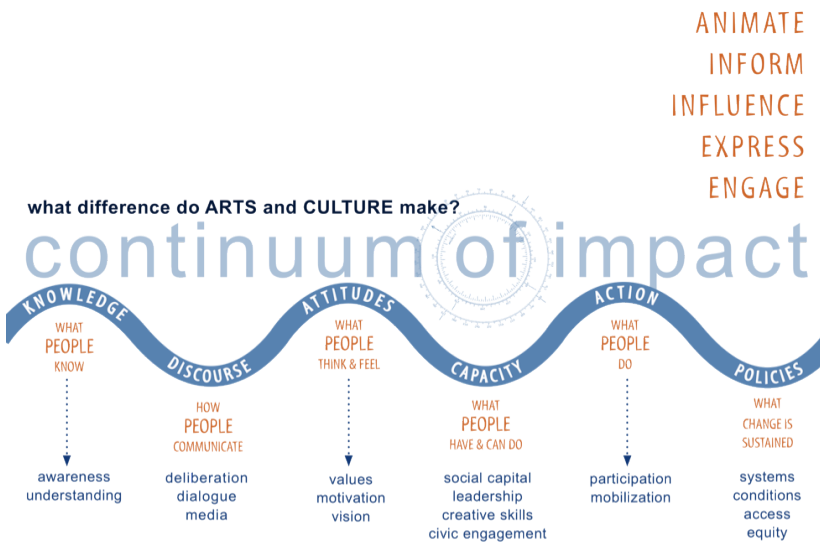 ANIMATE
INFORM
INFLUENCE
EXPRESS
ENGAGE
what difference do ARTS and CULTURE make?
continuum of impact
KNOWLEDGE
WHAT
PEOPLE
KNOW
awareness
understanding
DISCOURSE
HOW
PEOPLE
COMMUNICATE
deliberation
dialogue
media
ATTITUDES
WHAT
PEOPLE
THINK & FEEL
values
motivation
vision
CAPACITY
WHAT
PEOPLE
HAVE & CAN DO
social capital
leadership
creative skills
civic engagement
ACTION
WHAT
PEOPLE
DO
participation
mobilization
POLICIES
WHAT
CHANGE IS
SUSTAINED
systems
conditions
access
equity